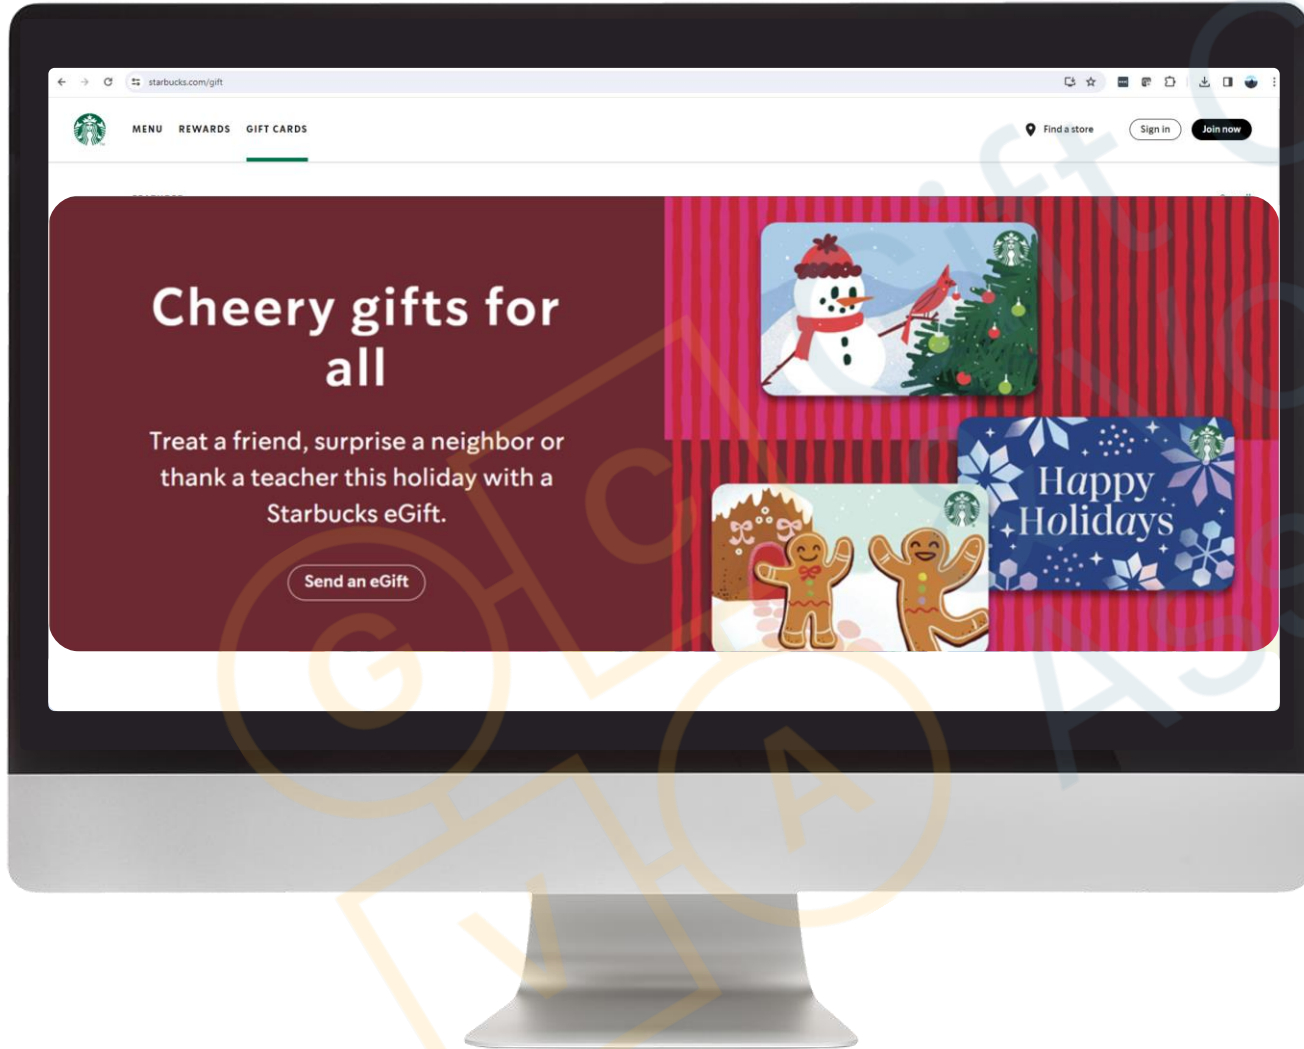 starbucks.com/gift
MENU REWARDS GIFT CARDS
Find a store
Sign in
Join now
Cheery gifts for
all
Treat a friend, surprise a neighbor or
thank a teacher this holiday with a
Starbucks eGift.
Send an eGift
Happy
Holidays
G
C
V
A
Gift C